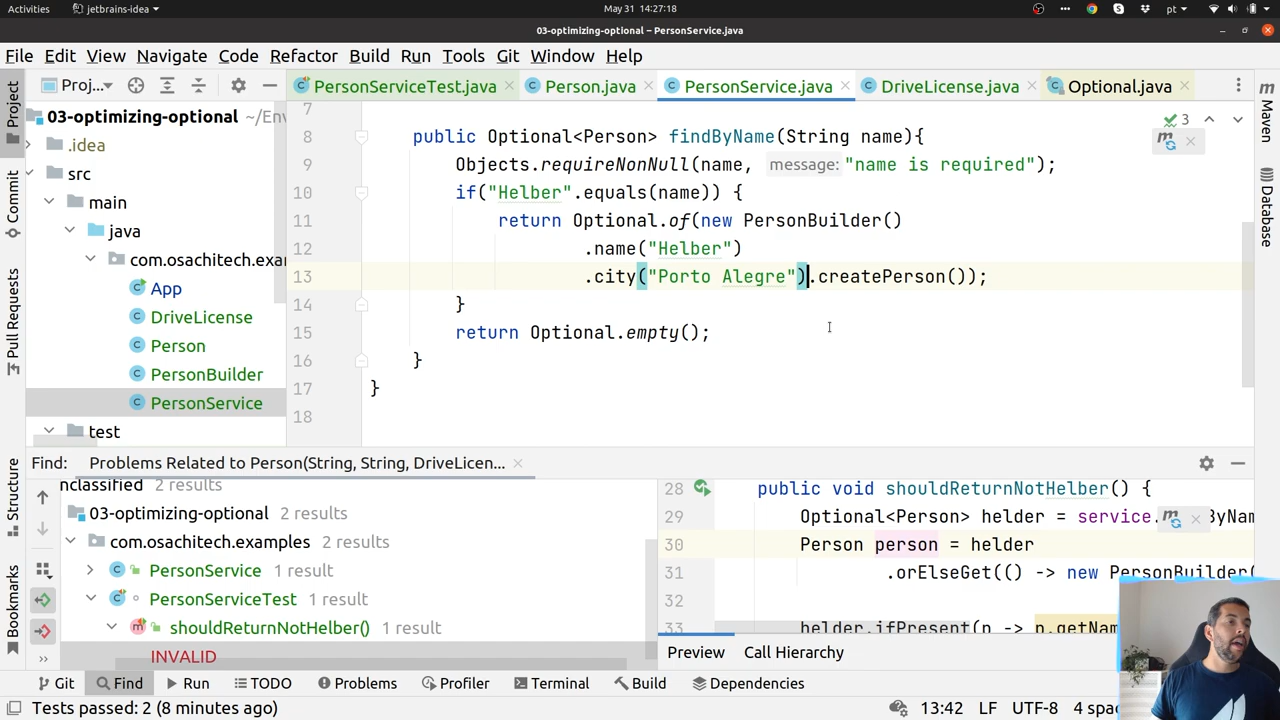 Activities jetbrains-idea May 31 14:27:18 pt
03-optimizing-optional – PersonService.java
File Edit View Navigate Code Refactor Build Run Tools Git Window Help
Proj... PersonServiceTest.java Person.java PersonService.java DriveLicense.java Optional.java
Project
Commit
Pull Requests
Structure
Bookmarks
03-optimizing-optional ~/En
.idea
src
main
java
com.osachitech.exa
App
DriveLicense
Person
PersonBuilder
PersonService
test
7
8 public Optional<Person> findByName(String name){
9 Objects.requireNonNull(name, message: "name is required");
10 if("Helber".equals(name)) {
11 return Optional.of(new PersonBuilder()
12 .name("Helber")
13 .city("Porto Alegre").createPerson());
14 }
15 return Optional.empty();
16 }
17 }
18
3
m
Maven
Database
Find: Problems Related to Person(String, String, DriveLicen...
nclassified 2 results
03-optimizing-optional 2 results
com.osachitech.examples 2 results
PersonService 1 result
PersonServiceTest 1 result
shouldReturnNotHelber() 1 result
INVALID
28 public void shouldReturnNotHelber() {
29 Optional<Person> helder = service. ByNam
30 Person person = helder
31 .orElseGet(() -> new PersonBuilder(
32
33 helder.ifPresent(p -> p.getNam
Preview Call Hierarchy
Git Find Run TODO Problems Profiler Terminal Build Dependencies
Tests passed: 2 (8 minutes ago) 13:42 LF UTF-8 4 spac